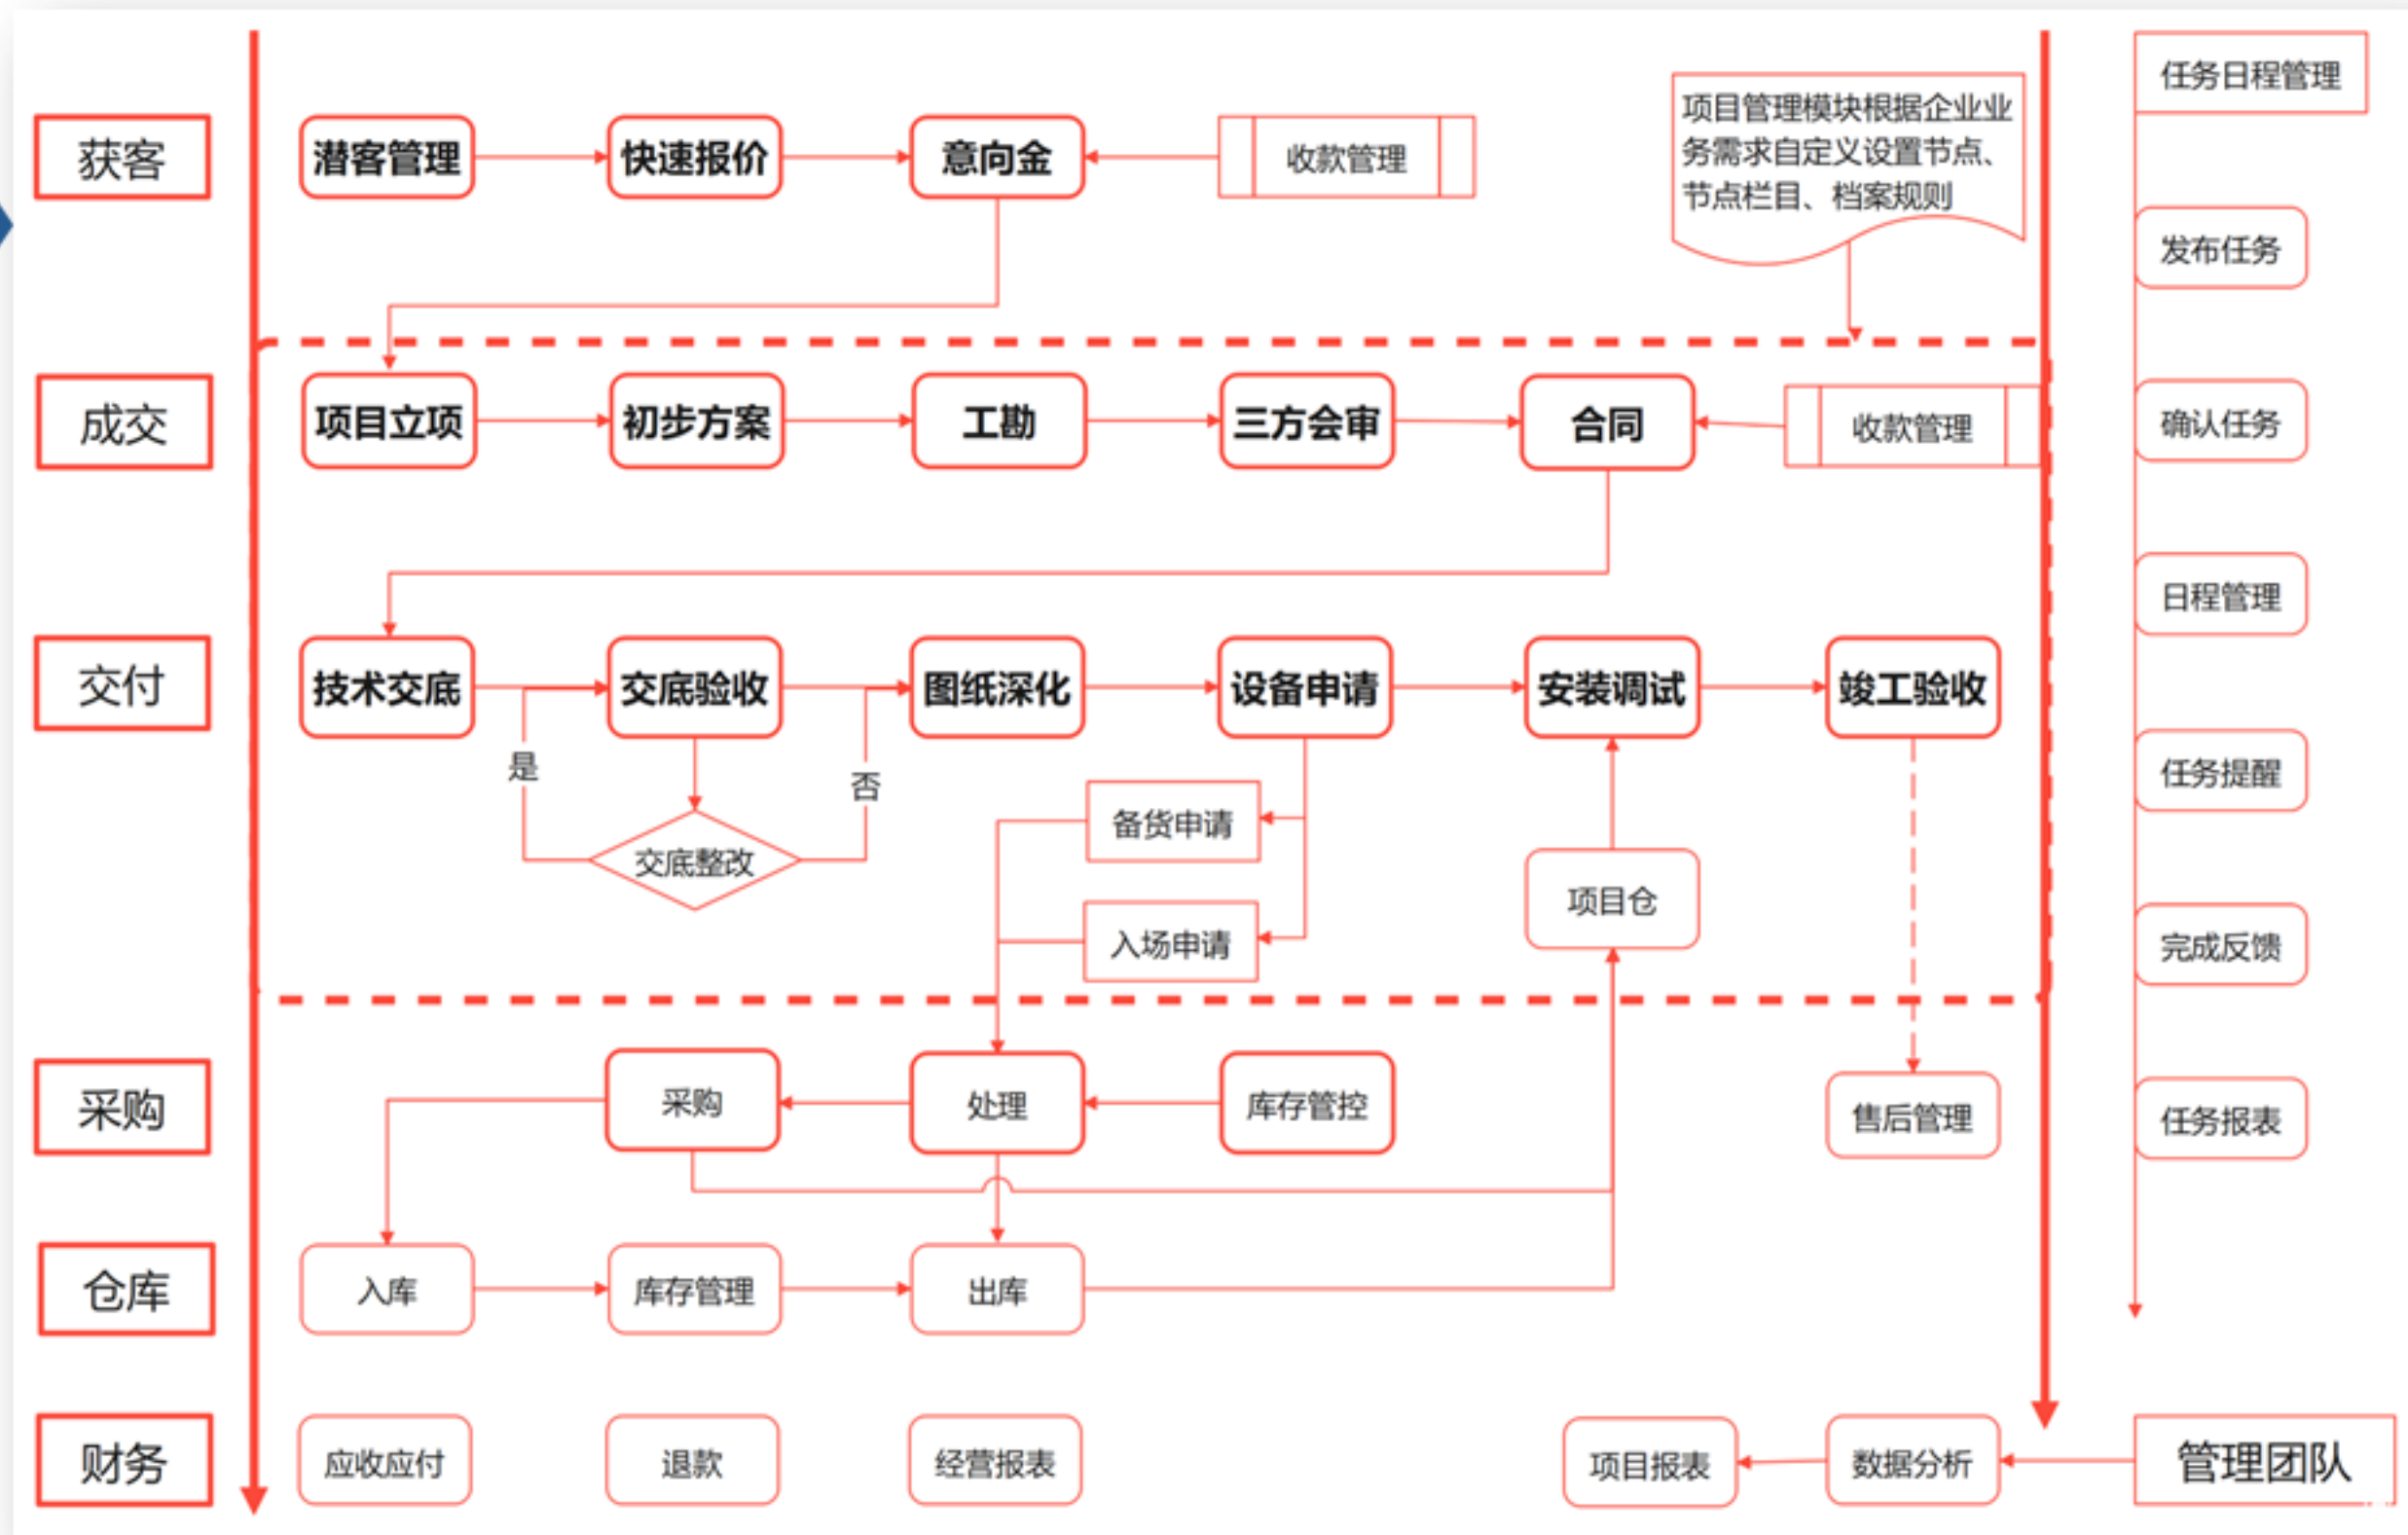 任务日程管理
项目管理模块根据企业业
务需求自定义设置节点、
节点栏目、档案规则
获客
潜客管理
快速报价
意向金
收款管理
发布任务
成交
项目立项
初步方案
工勘
三方会审
合同
收款管理
确认任务
日程管理
交付
技术交底
交底验收
图纸深化
设备申请
安装调试
竣工验收
是
否
交底整改
备货申请
入场申请
项目仓
任务提醒
完成反馈
采购
采购
处理
库存管控
售后管理
任务报表
仓库
入库
库存管理
出库
财务
应收应付
退款
经营报表
项目报表
数据分析
管理团队